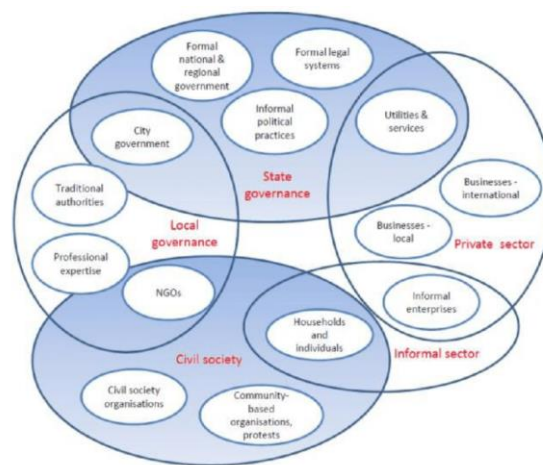 Formal
national &
regional
government
Formal legal
systems
Informal
political
practices
Utilities &
services
City
government
State
governance
Traditional
authorities
Businesses -
international
Local
governance
Businesses -
local
Private sector
Professional
expertise
NGOs
Informal
enterprises
Households
and
individuals
Civil society
Informal sector
Civil society
organisations
Community-
based
organisations,
protests